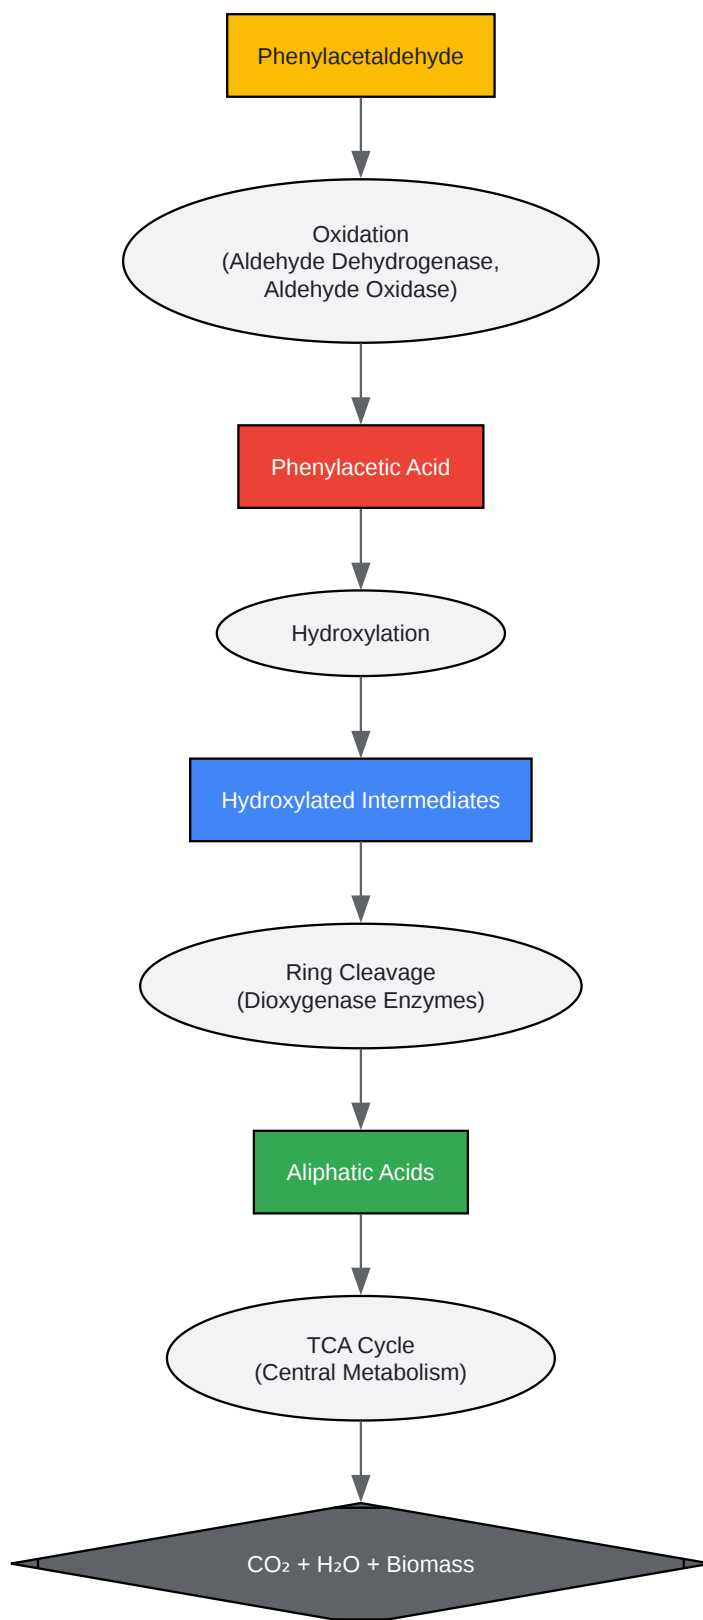 Phenylacetaldehyde
Oxidation
(Aldehyde Dehydrogenase,
Aldehyde Oxidase)
Phenylacetic Acid
Hydroxylation
Hydroxylated Intermediates
Ring Cleavage
(Dioxygenase Enzymes)
Aliphatic Acids
TCA Cycle
(Central Metabolism)
CO₂ + H₂O + Biomass